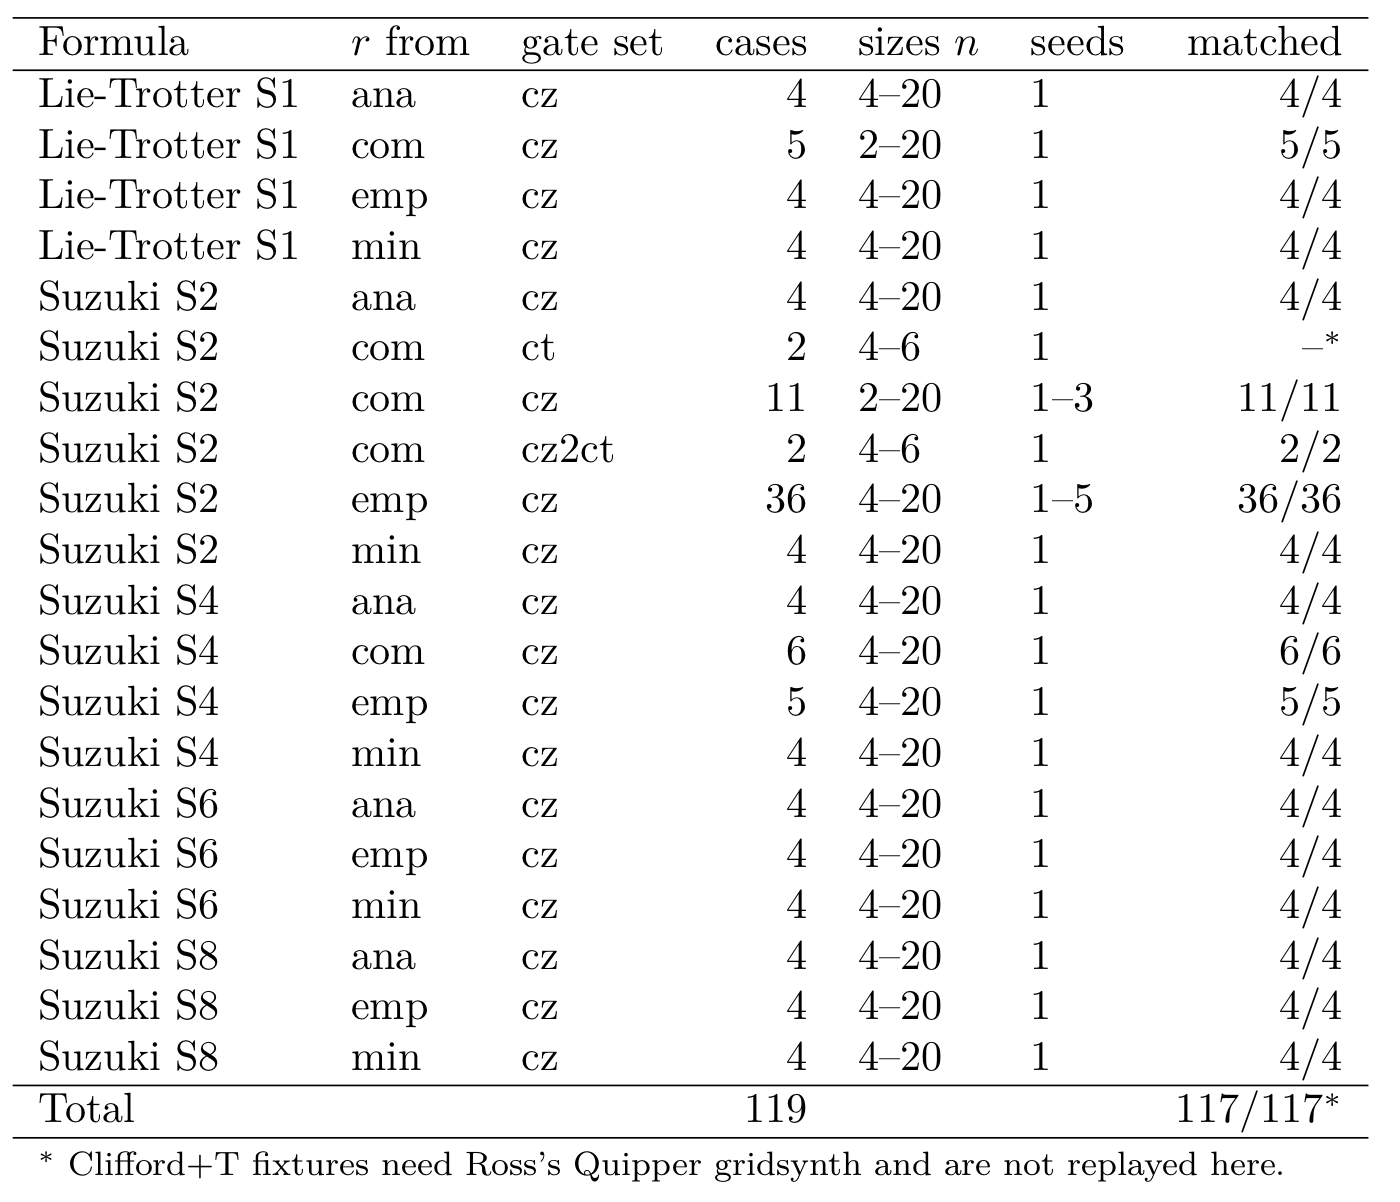 Formula r from gate set cases sizes n seeds matched
Lie-Trotter S1 ana cz 4 4–20 1 4/4
Lie-Trotter S1 com cz 5 2–20 1 5/5
Lie-Trotter S1 emp cz 4 4–20 1 4/4
Lie-Trotter S1 min cz 4 4–20 1 4/4
Suzuki S2 ana cz 4 4–20 1 4/4
Suzuki S2 com ct 2 4–6 1 –*
Suzuki S2 com cz 11 2–20 1–3 11/11
Suzuki S2 com cz2ct 2 4–6 1 2/2
Suzuki S2 emp cz 36 4–20 1–5 36/36
Suzuki S2 min cz 4 4–20 1 4/4
Suzuki S4 ana cz 4 4–20 1 4/4
Suzuki S4 com cz 6 4–20 1 6/6
Suzuki S4 emp cz 5 4–20 1 5/5
Suzuki S4 min cz 4 4–20 1 4/4
Suzuki S6 ana cz 4 4–20 1 4/4
Suzuki S6 emp cz 4 4–20 1 4/4
Suzuki S6 min cz 4 4–20 1 4/4
Suzuki S8 ana cz 4 4–20 1 4/4
Suzuki S8 emp cz 4 4–20 1 4/4
Suzuki S8 min cz 4 4–20 1 4/4
Total 119 117/117*
* Clifford+T fixtures need Ross's Quipper gridsynth and are not replayed here.